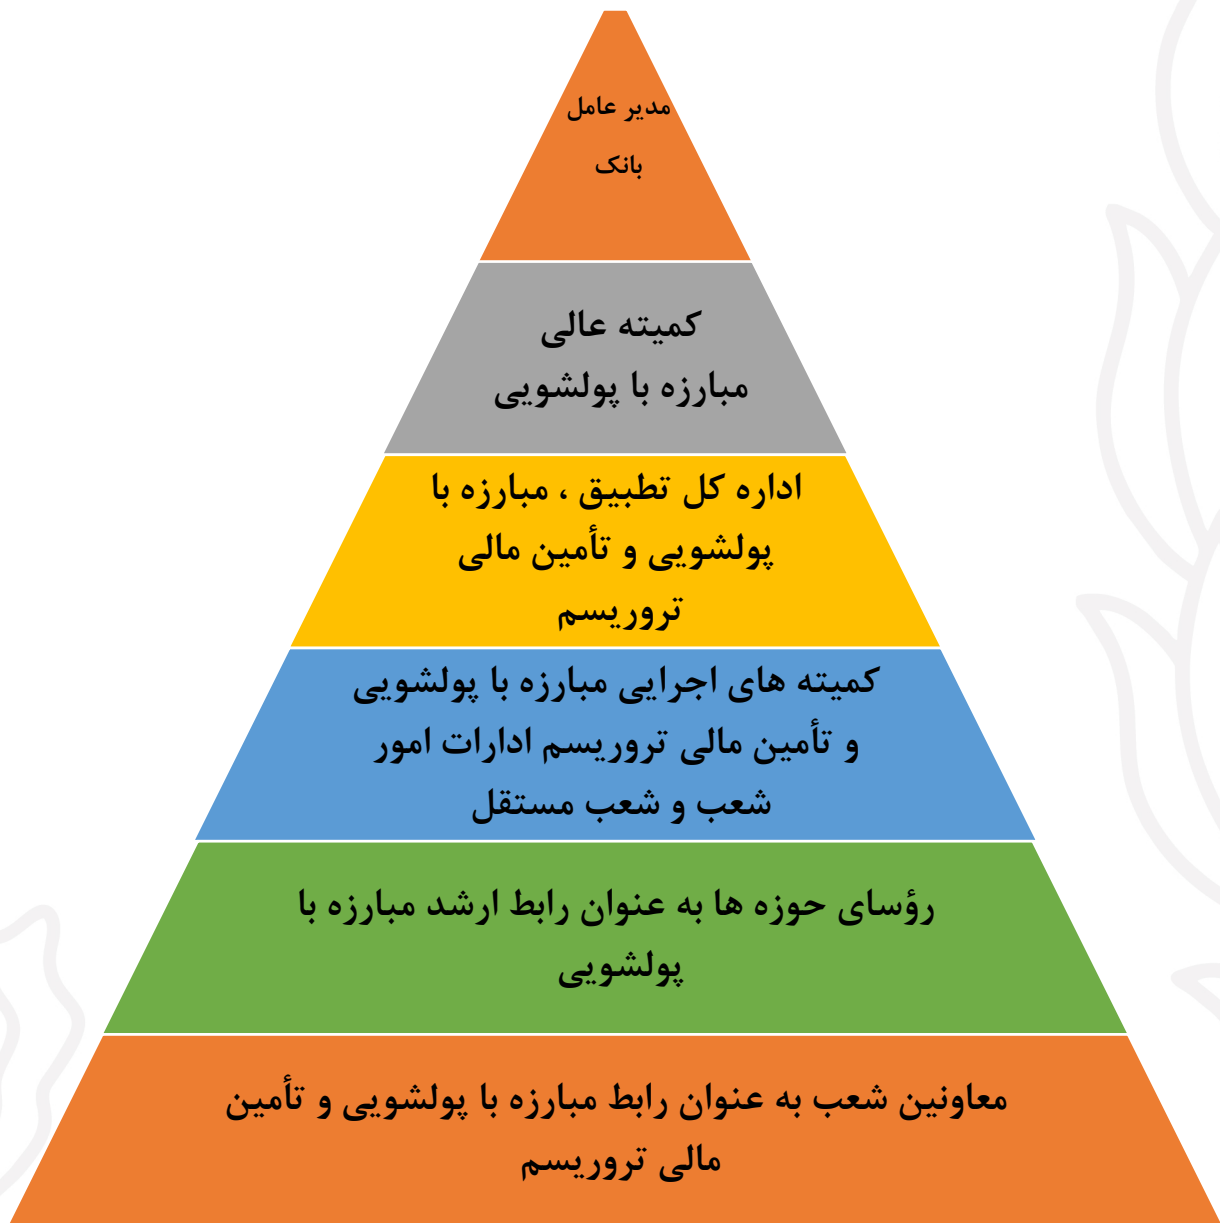 مدیر عامل
بانک
کمیته عالی
مبارزه با پولشویی
اداره کل تطبیق ، مبارزه با
پولشویی و تأمین مالی
تروریسم
کمیته های اجرایی مبارزه با پولشویی
و تأمین مالی تروریسم ادارات امور
شعب و شعب مستقل
رؤسای حوزه ها به عنوان رابط ارشد مبارزه با
پولشویی
معاونین شعب به عنوان رابط مبارزه با پولشویی و تأمین
مالی تروریسم